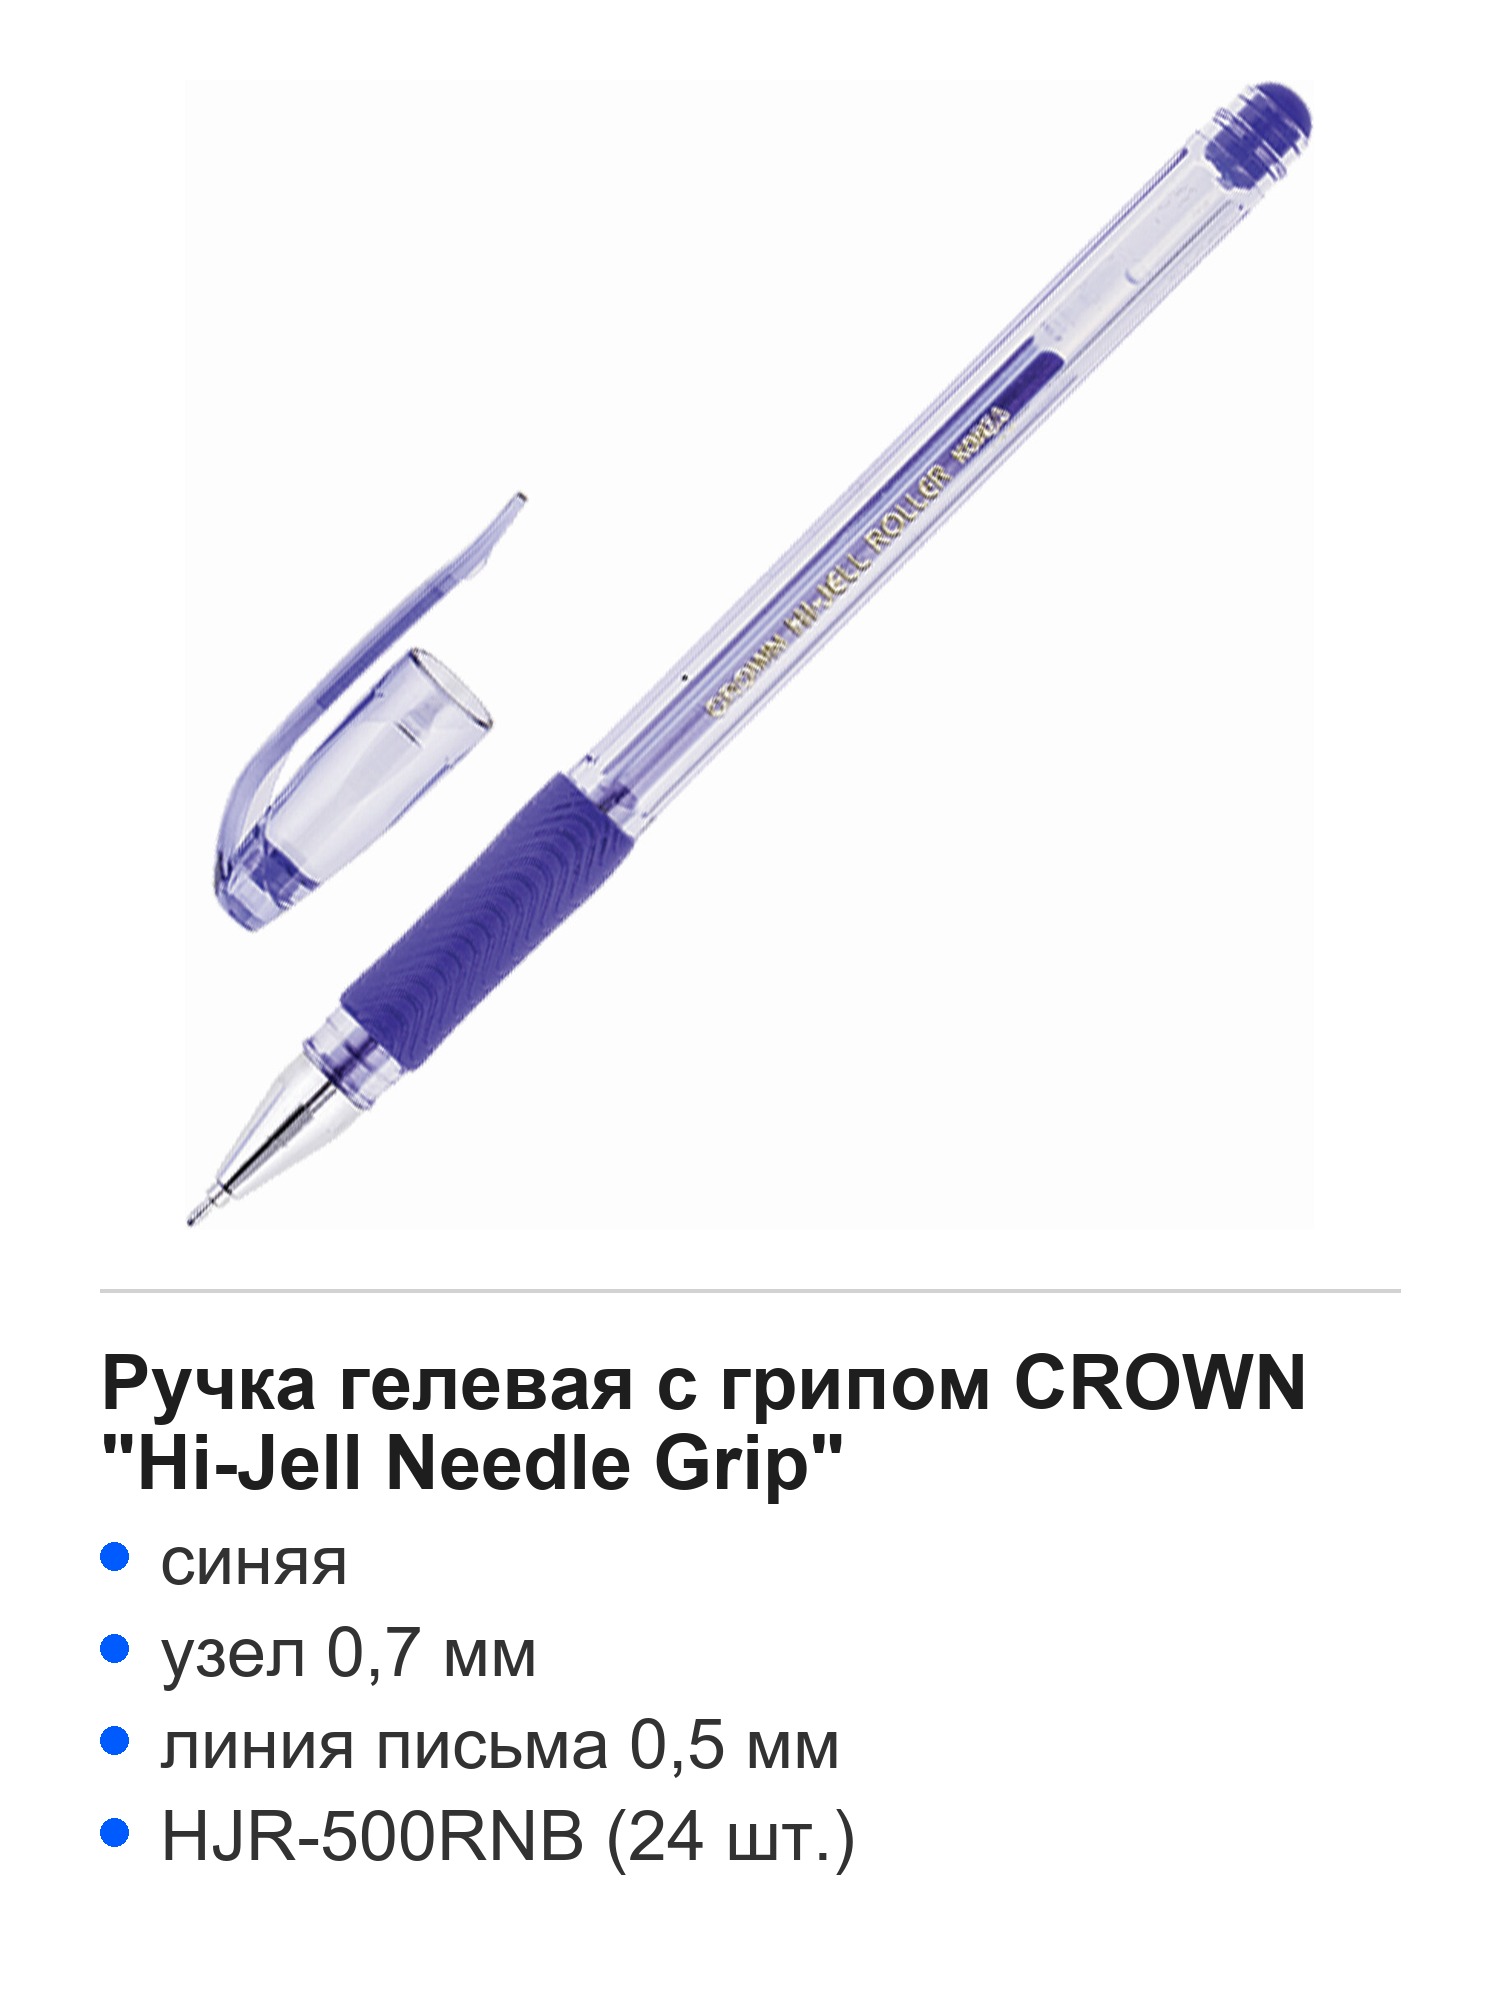 CROWN HI-JELL ROLLER KOREA
Ручка гелевая с грипом CROWN
"Hi-Jell Needle Grip"
синяя
узел 0,7 мм
линия письма 0,5 мм
HJR-500RNB (24 шт.)